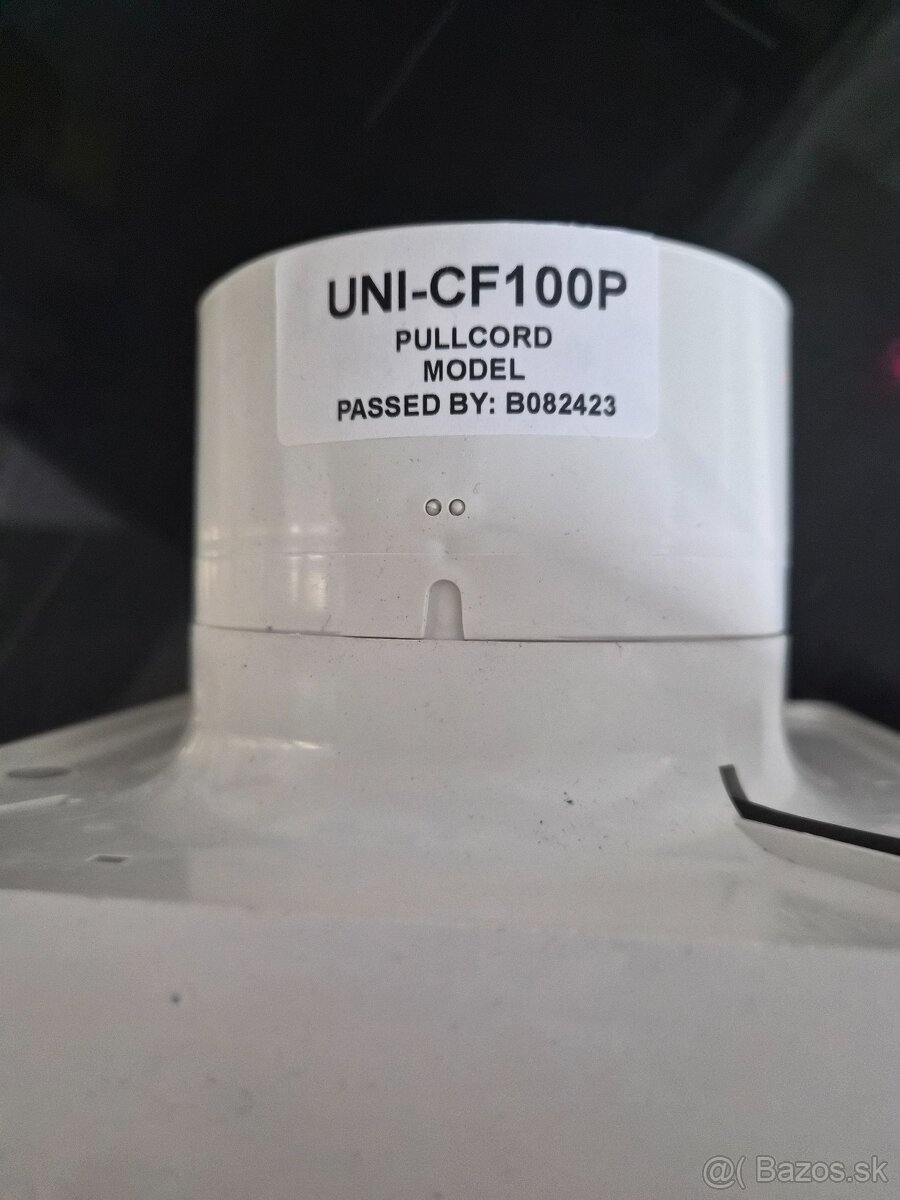 UNI-CF100P
PULLCORD
MODEL
PASSED BY: B082423
@( Bazos.sk